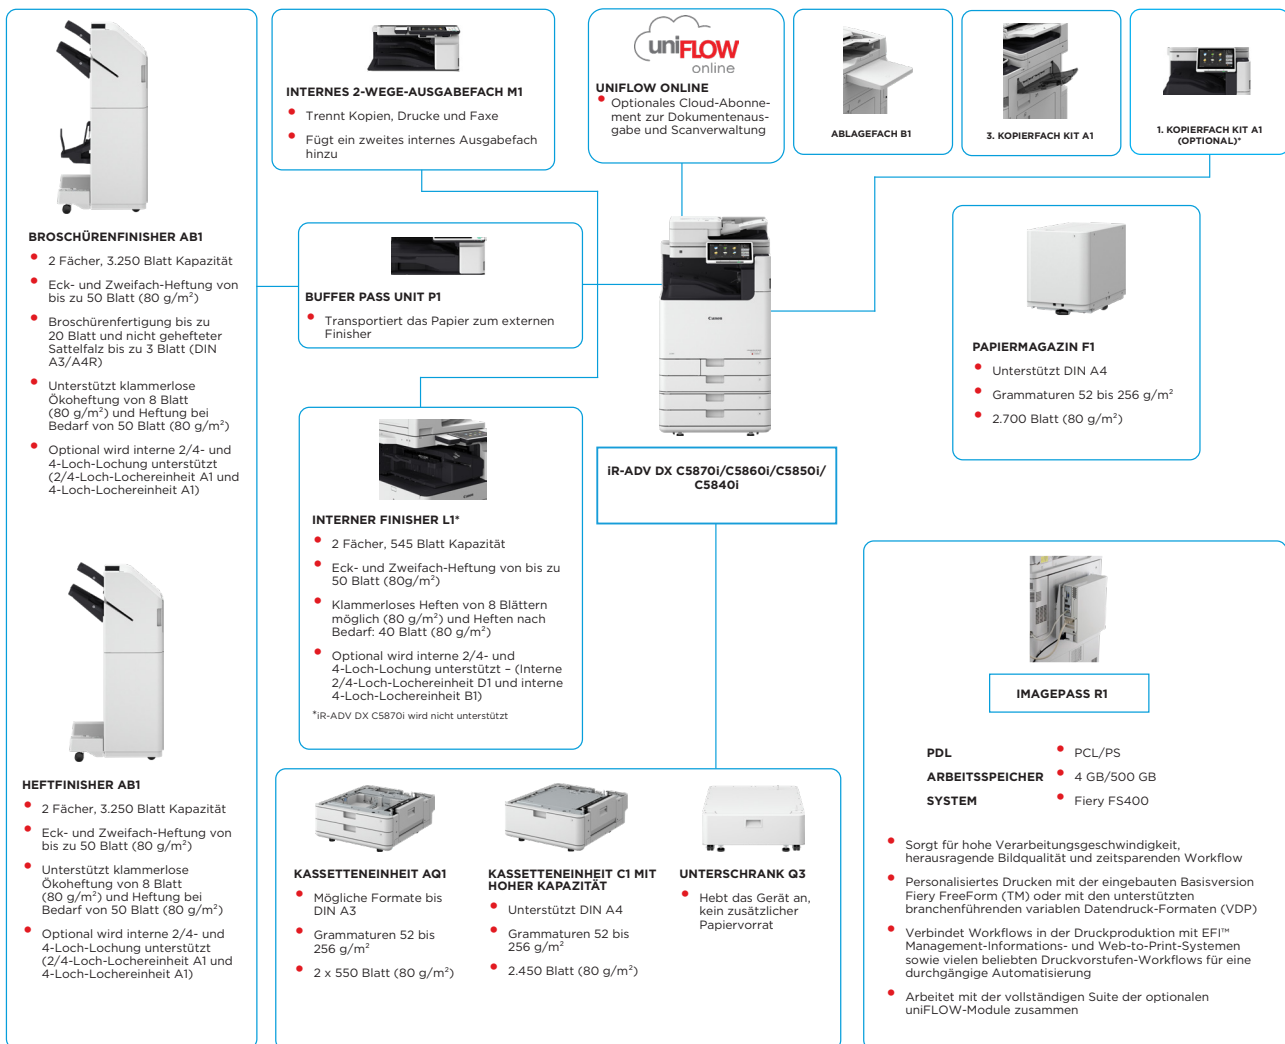 BROSCHÜRENFINISHER AB1
2 Fächer, 3.250 Blatt Kapazität
Eck- und Zweifach-Heftung von
bis zu 50 Blatt (80 g/m²)
Broschürenfertigung bis zu
20 Blatt und nicht gehefteter
Sattelfalz bis zu 3 Blatt (DIN
A3/A4R)
Unterstützt klammerlose
Ökoheftung von 8 Blatt
(80 g/m²) und Heftung bei
Bedarf von 50 Blatt (80 g/m²)
Optional wird interne 2/4- und
4-Loch-Lochung unterstützt
(2/4-Loch-Lochereinheit A1 und
4-Loch-Lochereinheit A1)
HEFTFINISHER AB1
2 Fächer, 3.250 Blatt Kapazität
Eck- und Zweifach-Heftung von
bis zu 50 Blatt (80 g/m²)
Unterstützt klammlose
Ökoheftung von 8 Blatt
(80 g/m²) und Heftung bei
Bedarf von 50 Blatt (80 g/m²)
Optional wird interne 2/4- und
4-Loch-Lochung unterstützt
(2/4-Loch-Lochereinheit A1 und
4-Loch-Lochereinheit A1)
INTERNES 2-WEGE-AUSGABEFACH M1
Trennt Kopien, Drucke und Faxe
Fügt ein zweites internes Ausgabefach
hinzu
uniFLOW
online
UNIFLOW ONLINE
Optionales Cloud-Abonne-
ment zur Dokumentenaus-
gabe und Scanverwaltung
ABLAGEFACH B1
3. KOPIERFACH KIT A1
1. KOPIERFACH KIT A1
(OPTIONAL)*
BUFFER PASS UNIT P1
Transportiert das Papier zum externen
Finisher
Canon
iR-ADV DX C5870i/C5860i/C5850i/
C5840i
PAPIERMAGAZIN F1
Unterstützt DIN A4
Grammaturen 52 bis 256 g/m²
2.700 Blatt (80 g/m²)
INTERNER FINISHER L1*
2 Fächer, 545 Blatt Kapazität
Eck- und Zweifach-Heftung von bis zu
50 Blatt (80g/m²)
Klammerloses Heften von 8 Blättern
möglich (80 g/m²) und Heften nach
Bedarf: 40 Blatt (80 g/m²)
Optional wird interne 2/4- und
4-Loch-Lochung unterstützt – (Interne
2/4-Loch-Lochereinheit D1 und interne
4-Loch-Lochereinheit B1)
*iR-ADV DX C5870i wird nicht unterstützt
KASSETTENEINHEIT AQ1
Mögliche Formate bis
DIN A3
Grammaturen 52 bis
256 g/m²
2 x 550 Blatt (80 g/m²)
KASSETTENEINHEIT C1 MIT
HOHER KAPAZITÄT
Unterstützt DIN A4
Grammaturen 52 bis
256 g/m²
2.450 Blatt (80 g/m²)
UNTERSCHRANK Q3
Hebt das Gerät an,
kein zusätzlicher
Papiervorrat
IMAGEPASS R1
PDL PCL/PS
ARBEITSSPEICHER 4 GB/500 GB
SYSTEM Fiery FS400
Sorgt für hohe Verarbeitungsgeschwindigkeit,
herausragende Bildqualität und zeitsparenden Workflow
Personalisiertes Drucken mit der eingebauten Basisversion
Fiery FreeForm (TM) oder mit den unterstützten
branchenführenden variablen Datendruck-Formaten (VDP)
Verbindet Workflows in der Druckproduktion mit EFI™
Management-Informations- und Web-to-Print-Systemen
sowie vielen beliebten Druckvorstufen-Workflows für eine
durchgängige Automatisierung
Arbeitet mit der vollständigen Suite der optionalen
uniFLOW-Module zusammen